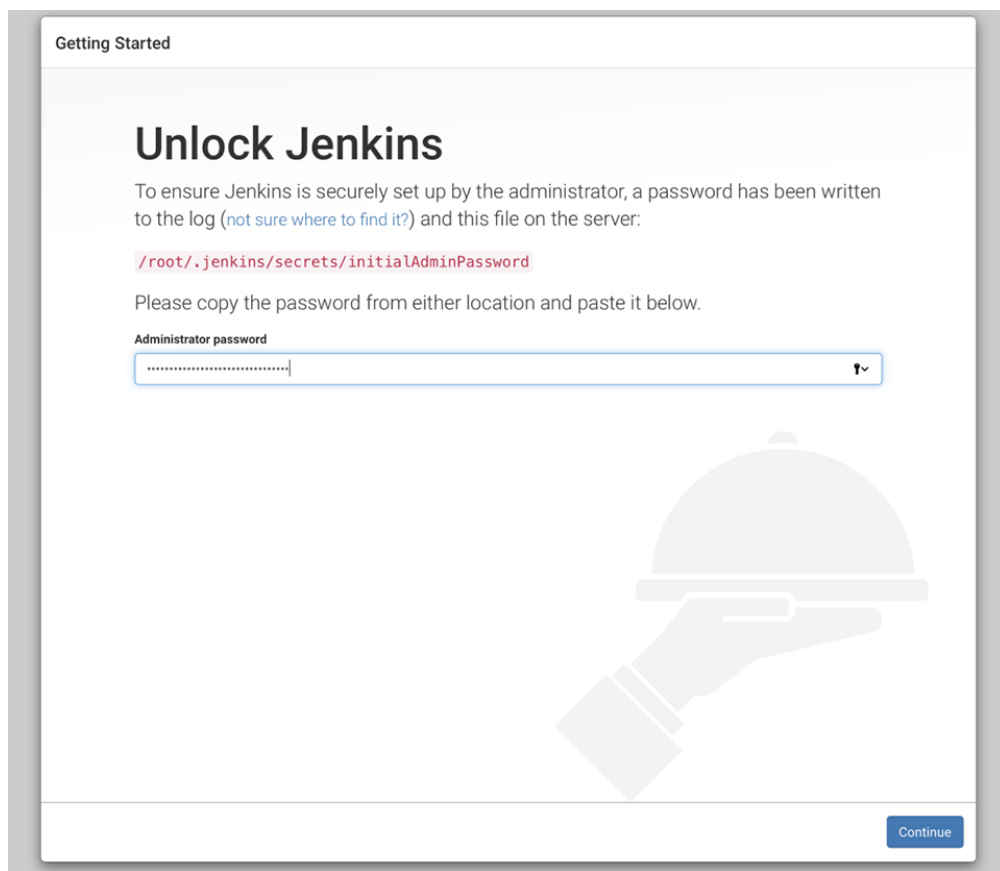 Getting Started
Unlock Jenkins
To ensure Jenkins is securely set up by the administrator, a password has been written
to the log (not sure where to find it?) and this file on the server:
/root/.jenkins/secrets/initialAdminPassword
Please copy the password from either location and paste it below.
Administrator password
Continue